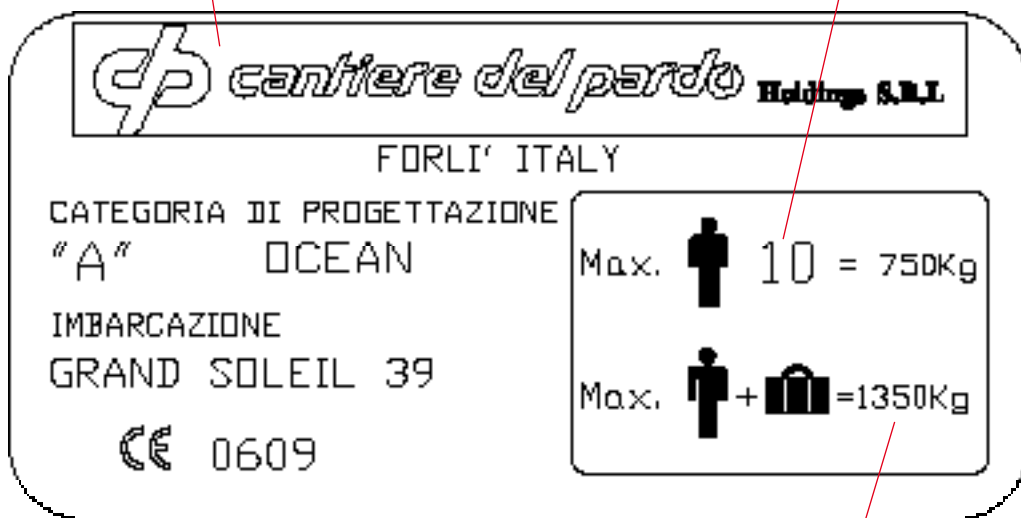 cp cantiere del pardo Holdings S.R.L
FORLI' ITALY
CATEGORIA DI PROGETTAZIONE
"A" OCEAN
IMBARCAZIONE
GRAND SOLEIL 39
CE 0609
Max. 10 = 750Kg
Max. + =1350Kg